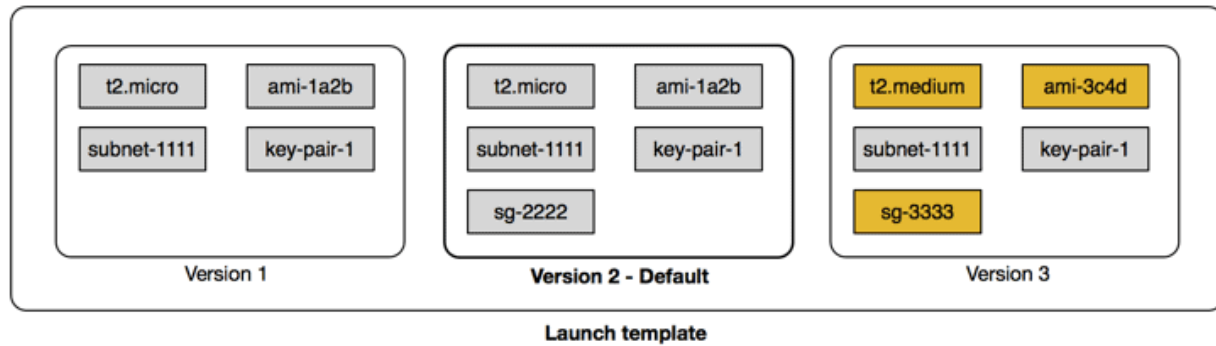 t2.micro
ami-1a2b
subnet-1111
key-pair-1
Version 1
t2.micro
ami-1a2b
subnet-1111
key-pair-1
sg-2222
Version 2 - Default
t2.medium
ami-3c4d
subnet-1111
key-pair-1
sg-3333
Version 3
Launch template